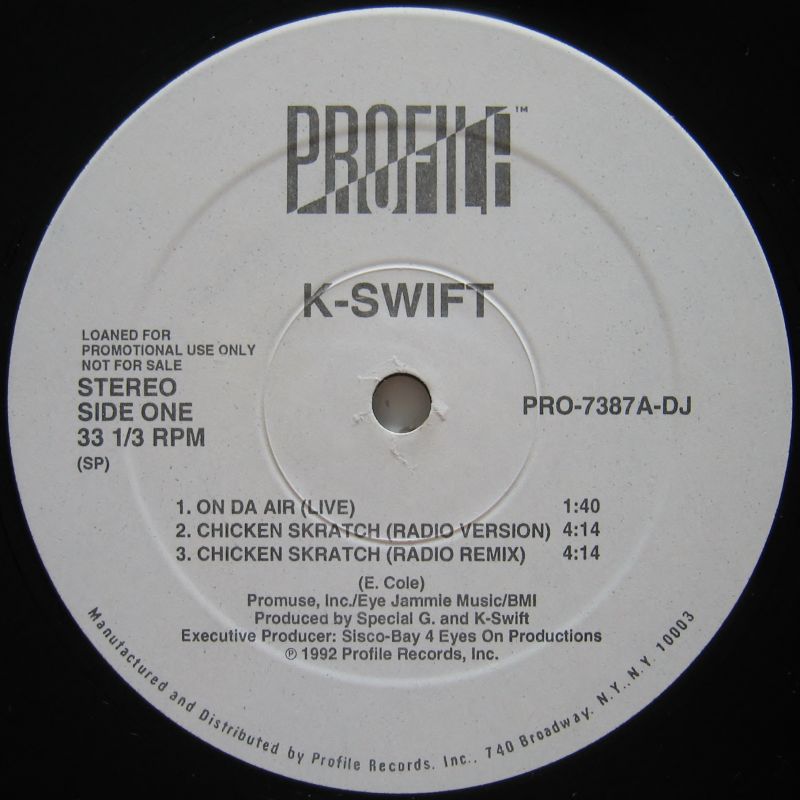 PROFILE™
K-SWIFT
LOANED FOR
PROMOTIONAL USE ONLY
NOT FOR SALE
STEREO
SIDE ONE
33 1/3 RPM
(SP)
PRO-7387A-DJ
1. ON DA AIR (LIVE) 1:40
2. CHICKEN SKRATCH (RADIO VERSION) 4:14
3. CHICKEN SKRATCH (RADIO REMIX) 4:14
(E. Cole)
Promuse, Inc./Eye Jammie Music/BMI
Produced by Special G. and K-Swift
Executive Producer: Sisco-Bay 4 Eyes On Productions
℗ 1992 Profile Records, Inc.
Manufactured and Distributed by Profile Records. Inc., 740 Broadway, N.Y., N.Y. 10003